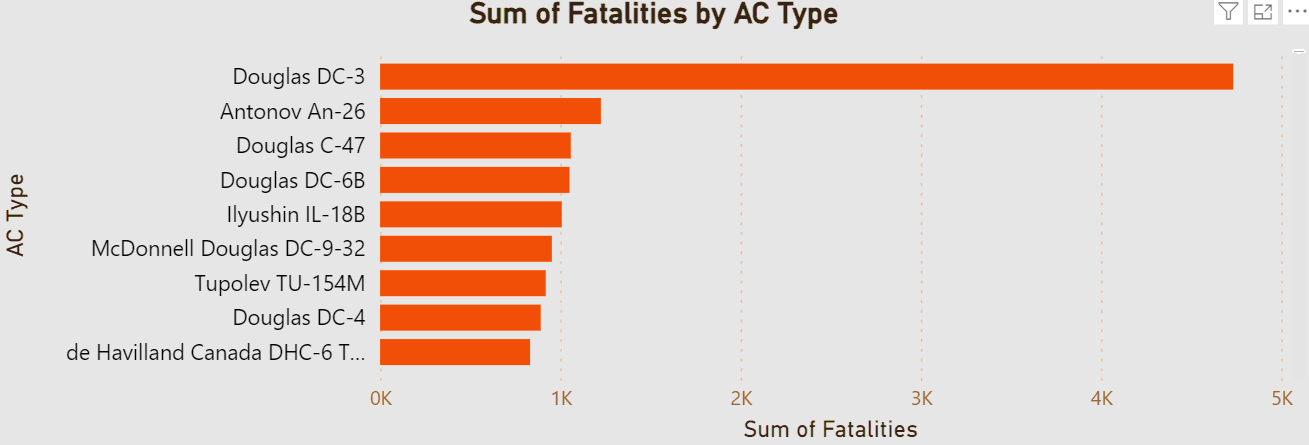 Sum of Fatalities by AC Type
AC Type
Douglas DC-3
Antonov An-26
Douglas C-47
Douglas DC-6B
Ilyushin IL-18B
McDonnell Douglas DC-9-32
Tupolev TU-154M
Douglas DC-4
de Havilland Canada DHC-6 T...
0K 1K 2K 3K 4K 5K
Sum of Fatalities